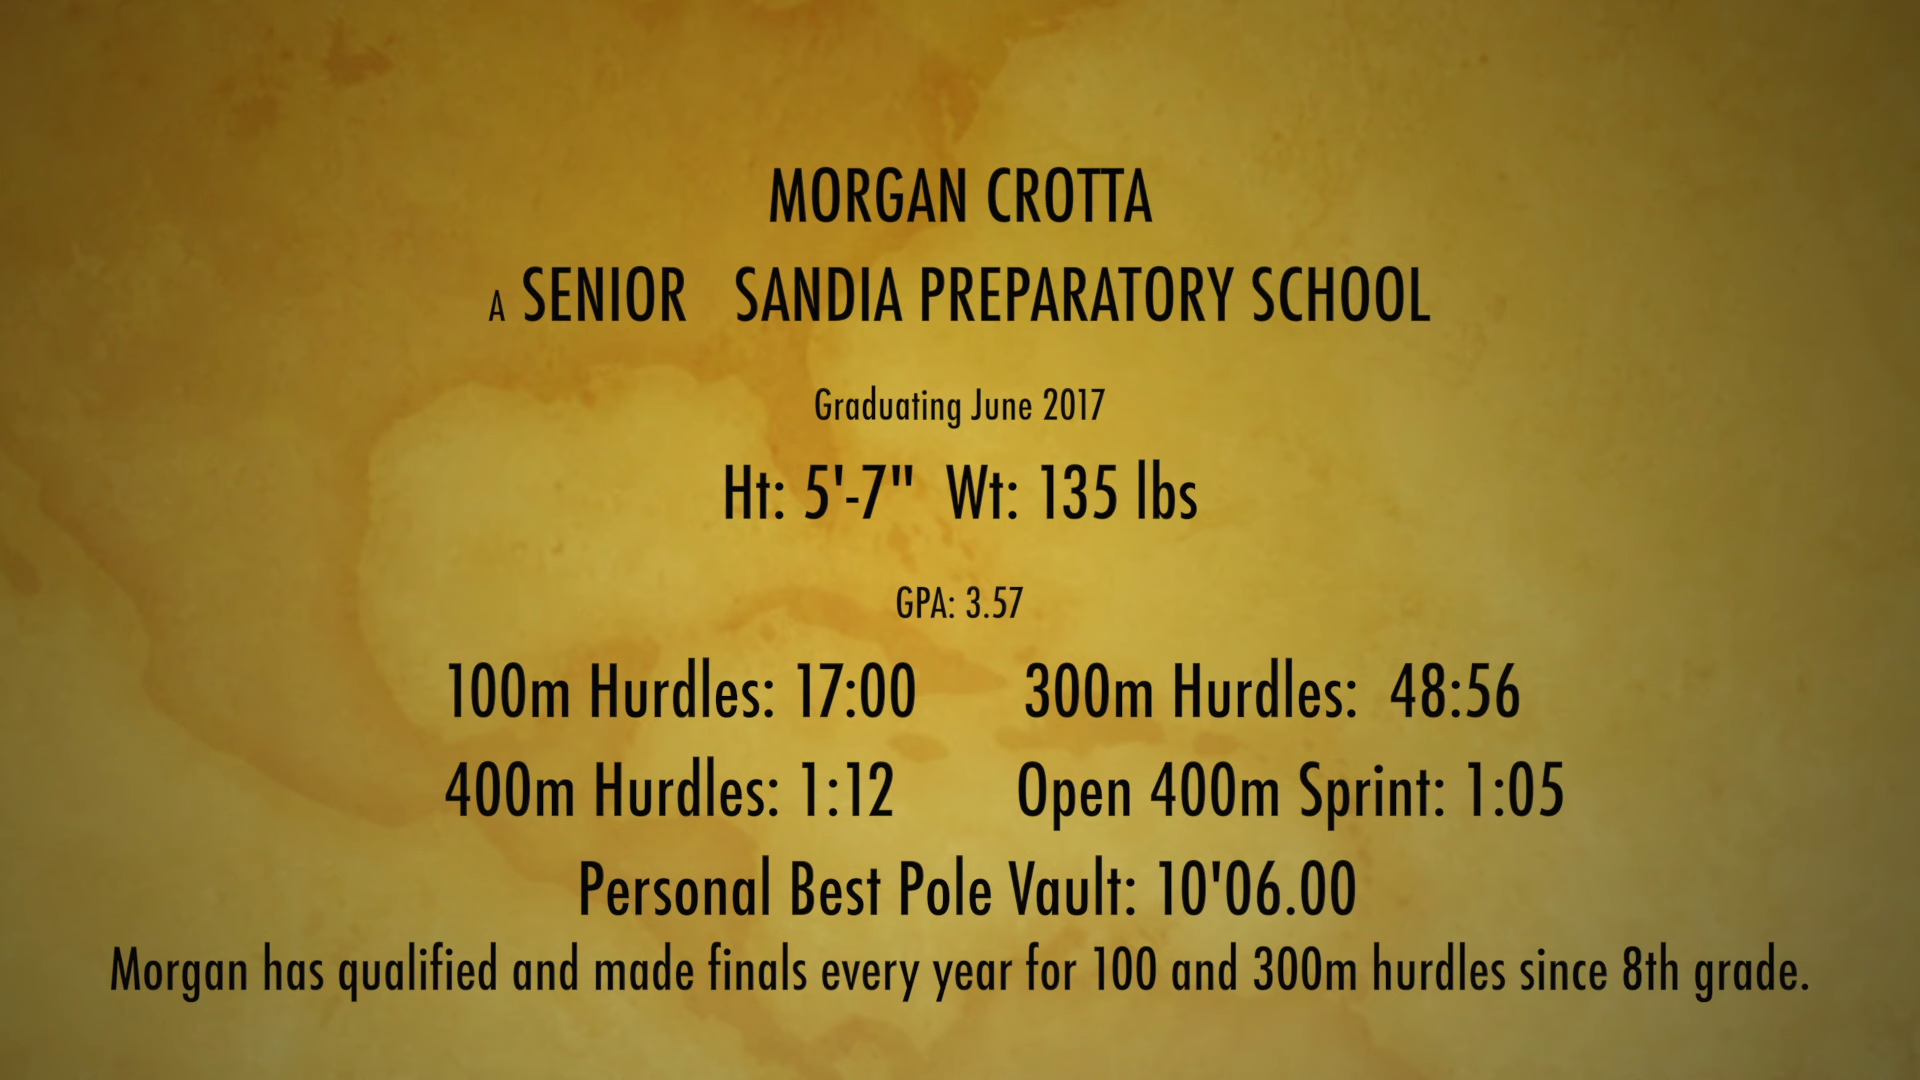 MORGAN CROTTA
A SENIOR SANDIA PREPARATORY SCHOOL
Graduating June 2017
Ht: 5'-7" Wt: 135 lbs
GPA: 3.57
100m Hurdles: 17:00 300m Hurdles: 48:56
400m Hurdles: 1:12 Open 400m Sprint: 1:05
Personal Best Pole Vault: 10'06.00
Morgan has qualified and made finals every year for 100 and 300m hurdles since 8th grade.